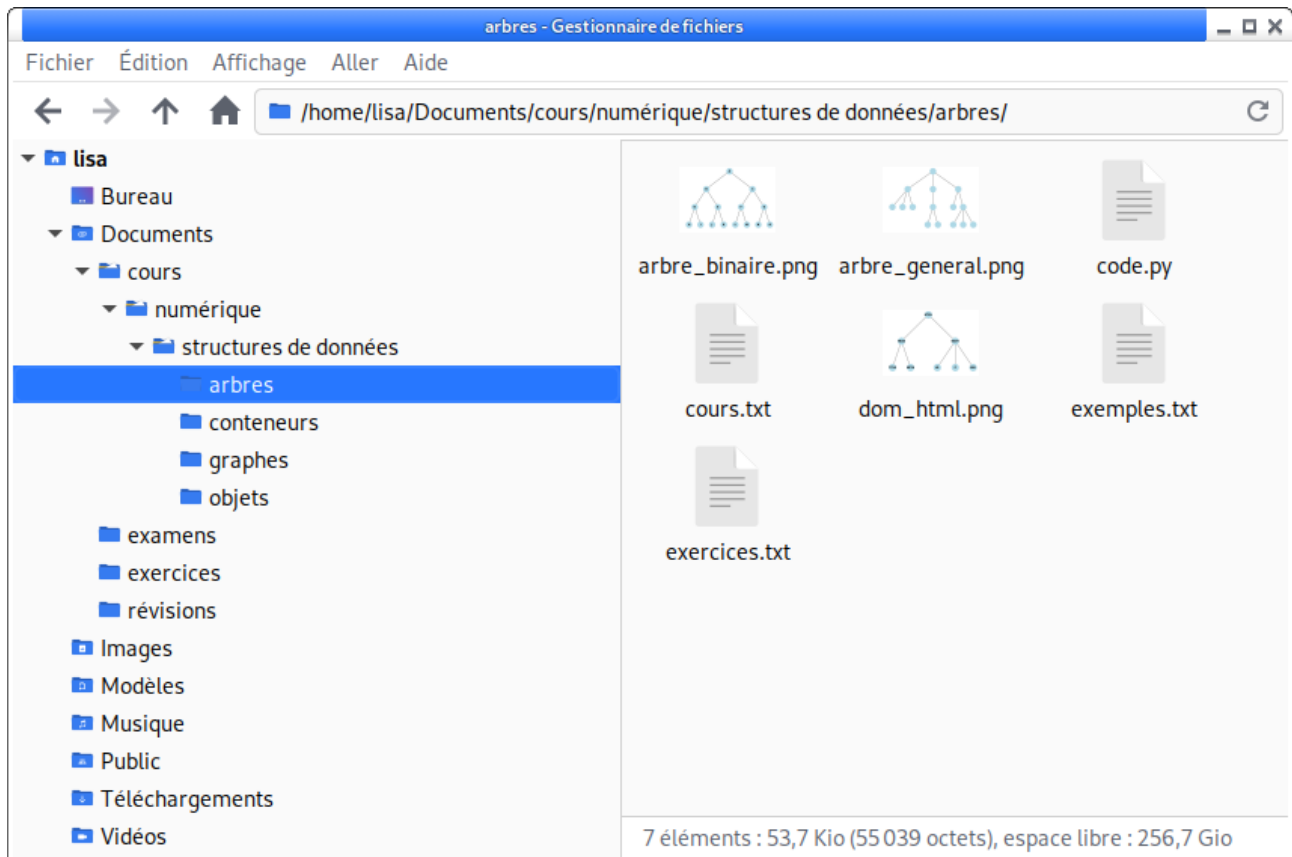 arbres - Gestionnaire de fichiers
Fichier Édition Affichage Aller Aide
/home/lisa/Documents/cours/numérique/structures de données/arbres/
lisa
Bureau
Documents
cours
numérique
structures de données
arbres
conteneurs
graphes
objets
examens
exercices
révisions
Images
Modèles
Musique
Public
Téléchargements
Vidéos
arbre_binaire.png arbre_general.png code.py
cours.txt dom_html.png exemples.txt
exercices.txt
7 éléments : 53,7 Kio (55 039 octets), espace libre : 256,7 Gio